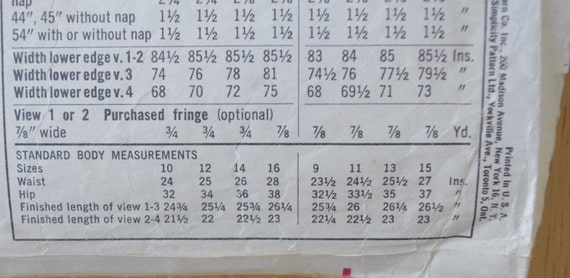 nap
44", 45" without nap 1½ 1½ 1½ 1½ 1½ 1½ 1½ 1½ "
54" with or without nap 1½ 1½ 1½ 1½ 1½ 1½ 1½ 1½ "
Width lower edge v. 1-2 84½ 85½ 85½ 85½ 83 84 85 85½ Ins.
Width lower edge v. 3 74 76 78 81 74½ 76 77½ 79½ "
Width lower edge v. 4 68 70 72 75 68 69½ 71 73 "
View 1 or 2 Purchased fringe (optional)
⅞" wide ¾ ¾ ¾ ⅞ ⅞ ⅞ ⅞ ⅞ Yd.
STANDARD BODY MEASUREMENTS
Sizes 10 12 14 16 9 11 13 15
Waist 24 25 26 28 23½ 24½ 25½ 27 Ins.
Hip 32 34 36 38 32½ 33½ 35 37 "
Finished length of view 1-3 24¾ 25¼ 25¾ 26¼ 25¾ 26 26¼ 26½ "
Finished length of view 2-4 21½ 22 22½ 23 22¼ 22½ 23 23 "
Printed in U. S. A.
Co. Inc., 200 Madison Avenue, New York 16, N. Y.
Simplicity Pattern Ltd., Yorkville Ave., Toronto 5, Ont.